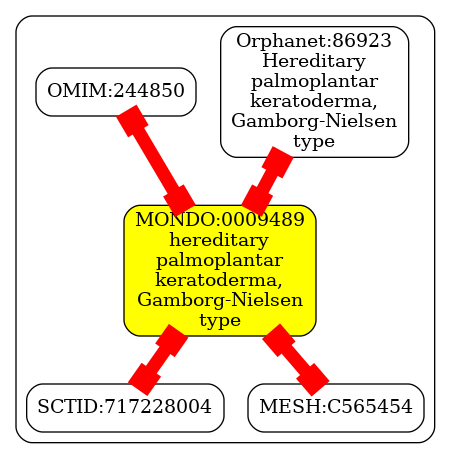 OMIM:244850
Orphanet:86923
Hereditary
palmoplantar
keratoderma,
Gamborg-Nielsen
type
MONDO:0009489
hereditary
palmoplantar
keratoderma,
Gamborg-Nielsen
type
SCTID:717228004
MESH:C565454